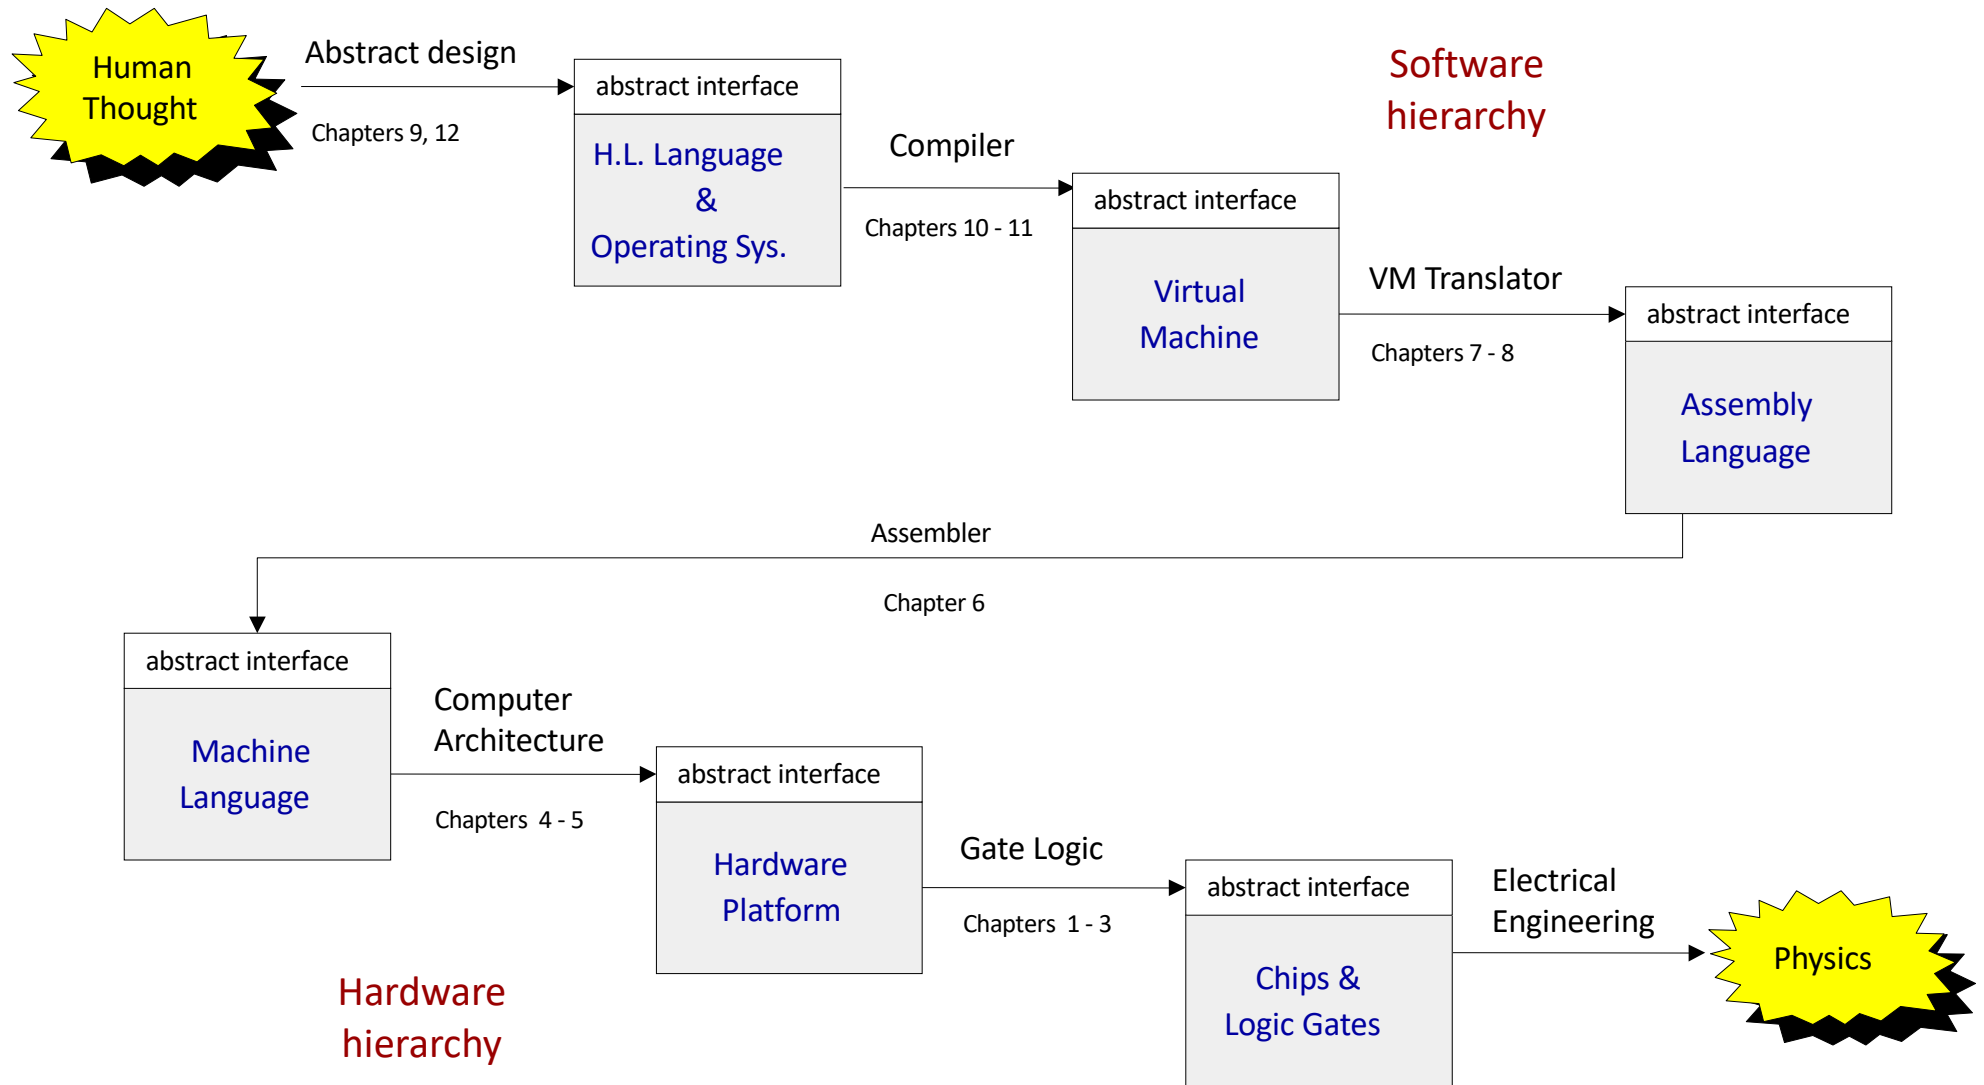 Human
Thought
Abstract design
Chapters 9, 12
abstract interface
H.L. Language
&
Operating Sys.
Compiler
Chapters 10 - 11
Software
hierarchy
abstract interface
Virtual
Machine
VM Translator
Chapters 7 - 8
abstract interface
Assembly
Language
Assembler
Chapter 6
abstract interface
Machine
Language
Computer
Architecture
Chapters 4 - 5
abstract interface
Hardware
Platform
Gate Logic
Chapters 1 - 3
abstract interface
Chips &
Logic Gates
Electrical
Engineering
Physics
Hardware
hierarchy